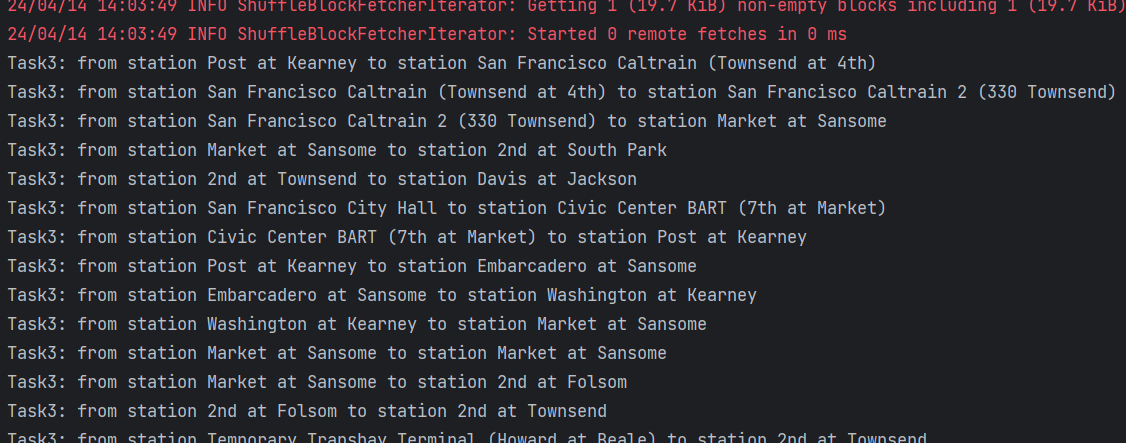 24/04/14 14:03:49 INFO ShuffleBlockFetcherIterator: Getting 1 (19.7 KiB) non-empty blocks including 1 (19.7 KiB)
24/04/14 14:03:49 INFO ShuffleBlockFetcherIterator: Started 0 remote fetches in 0 ms
Task3: from station Post at Kearney to station San Francisco Caltrain (Townsend at 4th)
Task3: from station San Francisco Caltrain (Townsend at 4th) to station San Francisco Caltrain 2 (330 Townsend)
Task3: from station San Francisco Caltrain 2 (330 Townsend) to station Market at Sansome
Task3: from station Market at Sansome to station 2nd at South Park
Task3: from station 2nd at Townsend to station Davis at Jackson
Task3: from station San Francisco City Hall to station Civic Center BART (7th at Market)
Task3: from station Civic Center BART (7th at Market) to station Post at Kearney
Task3: from station Post at Kearney to station Embarcadero at Sansome
Task3: from station Embarcadero at Sansome to station Washington at Kearney
Task3: from station Washington at Kearney to station Market at Sansome
Task3: from station Market at Sansome to station Market at Sansome
Task3: from station Market at Sansome to station 2nd at Folsom
Task3: from station 2nd at Folsom to station 2nd at Townsend
Task3: from station Temporary Transbay Terminal (Howard at Beale) to station 2nd at Townsend